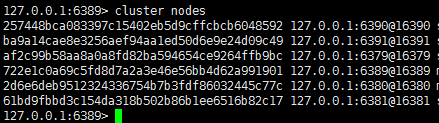 127.0.0.1:6389> cluster nodes
257448bca083397c15402eb5d9cffcbcb6048592 127.0.0.1:6390@16390
ba9a14cae8e3256aef94aa1ed50d6e9e24d09c49 127.0.0.1:6391@16391 s
af2c99b58aa8a0a8fd82ba594654ce9264ffb9bc 127.0.0.1:6379@16379 s
722e1c0a69c5fd8d7a2a3e46e56bb4d62a991901 127.0.0.1:6389@16389 m
2d6e6deb9512324336754b7b3fdf86032445c77c 127.0.0.1:6380@16380 m
61bd9fbbd3c154da318b502b86b1ee6516b82c17 127.0.0.1:6381@16381 s
127.0.0.1:6389>